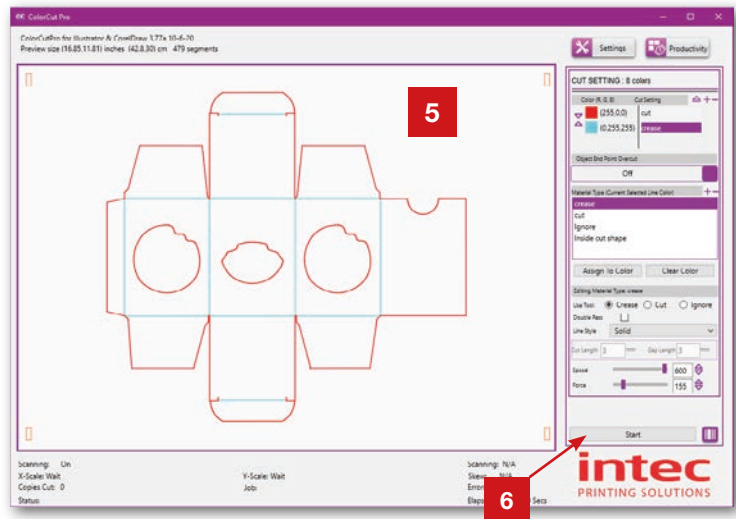 ColorCut Pro
ColorCutPro for Illustrator & CorelDraw 3.77a 10-6-20
Preview size (16.85,11.81) inches (42.8,30) cm 479 segments
Settings
Productivity
5
CUT SETTING : 8 colors
Color (R, G, B) Cut Setting
(255,0,0) cut
(0,255,255) crease
Object End Point Overcut
Off
Material Type (Current Selected Line Color)
crease
cut
Ignore
Inside cut shape
Assign To Color
Clear Color
Editing Material Type: crease
Use Tool: Crease Cut Ignore
Double Pass
Line Style Solid
Cut Length 3 mm Gap Length 3 mm
Speed 600
Force 155
Start
Scanning: On
X-Scale: Wait
Copies Cut: 0
Status:
Y-Scale: Wait
Job:
Scanning: N/A
Skew: N/A
Error
Elaps
Secs
6
intec
PRINTING SOLUTIONS